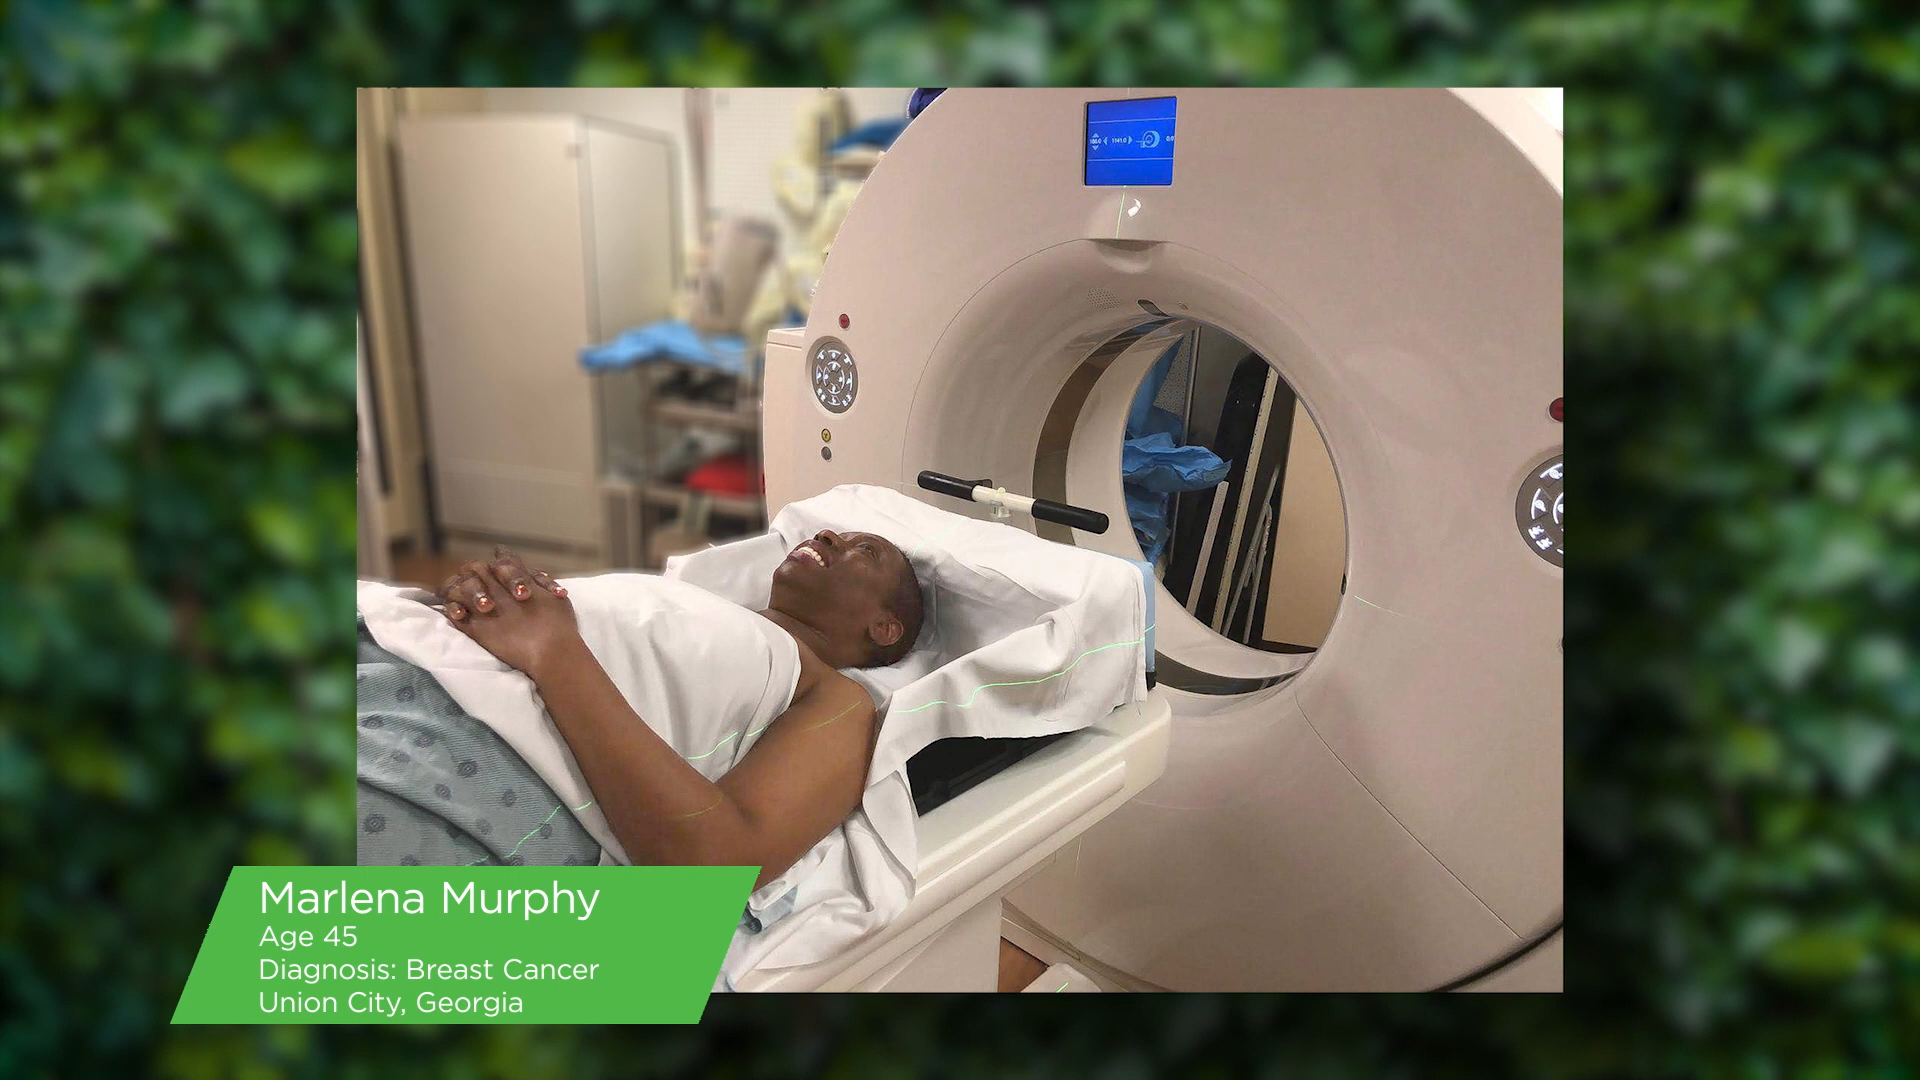 Marlena Murphy
Age 45
Diagnosis: Breast Cancer
Union City, Georgia